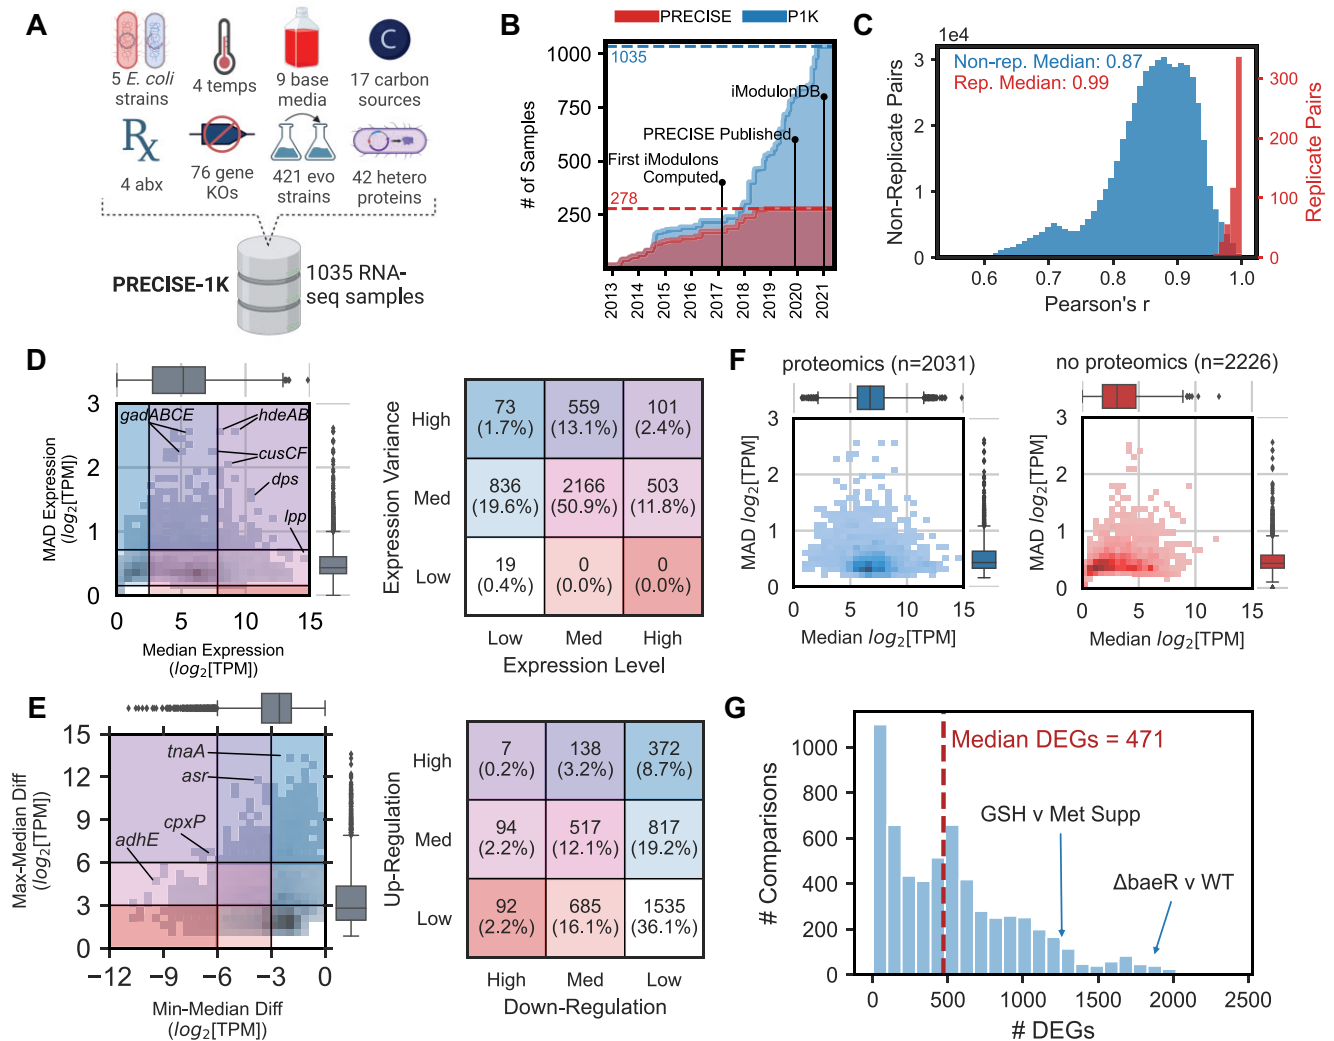 A
5 E. coli
strains
4 temps
9 base
media
C
17 carbon
sources
Rx
4 abx
76 gene
KOs
421 evo
strains
42 hetero
proteins
PRECISE-1K
1035 RNA-
seq samples
B
PRECISE
P1K
# of Samples
1000
750
500
250
1035
278
iModulonDB
PRECISE Published
First iModulons
Computed
2013
2014
2015
2016
2017
2018
2019
2020
2021
C
1e4
Non-rep. Median: 0.87
Rep. Median: 0.99
Non-Replicate Pairs
3
2
1
0
Replicate Pairs
300
200
100
0
0.6 0.7 0.8 0.9 1.0
Pearson's r
D
MAD Expression
(log2[TPM])
3
2
1
0
gadABCE
hdeAB
cusCF
dps
lpp
0 5 10 15
Median Expression
(log2[TPM])
Expression Variance
High
Med
Low
73
(1.7%)
559
(13.1%)
101
(2.4%)
836
(19.6%)
2166
(50.9%)
503
(11.8%)
19
(0.4%)
0
(0.0%)
0
(0.0%)
Low Med High
Expression Level
F
proteomics (n=2031)
MAD log2[TPM]
3
2
1
0
0 5 10 15
Median log2[TPM]
no proteomics (n=2226)
MAD log2[TPM]
3
2
1
0
0 5 10 15
Median log2[TPM]
E
Max-Median Diff
(log2[TPM])
15
12
9
6
3
0
tnaA
asr
cpxP
adhE
−12 −9 −6 −3 0
Min-Median Diff
(log2[TPM])
Up-Regulation
High
Med
Low
7
(0.2%)
138
(3.2%)
372
(8.7%)
94
(2.2%)
517
(12.1%)
817
(19.2%)
92
(2.2%)
685
(16.1%)
1535
(36.1%)
High Med Low
Down-Regulation
G
# Comparisons
1000
800
600
400
200
0
Median DEGs = 471
GSH v Met Supp
ΔbaeR v WT
0 500 1000 1500 2000 2500
# DEGs